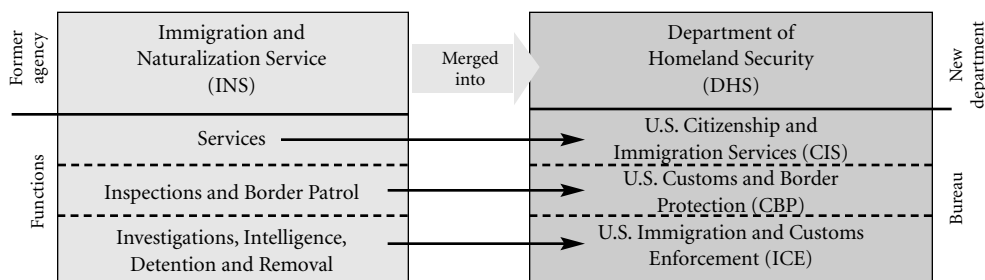 Former
agency
Immigration and
Naturalization Service
(INS)
Merged
into
Department of
Homeland Security
(DHS)
New
department
Functions
Services
U.S. Citizenship and
Immigration Services (CIS)
Inspections and Border Patrol
U.S. Customs and Border
Protection (CBP)
Investigations, Intelligence,
Detention and Removal
U.S. Immigration and Customs
Enforcement (ICE)
Bureau